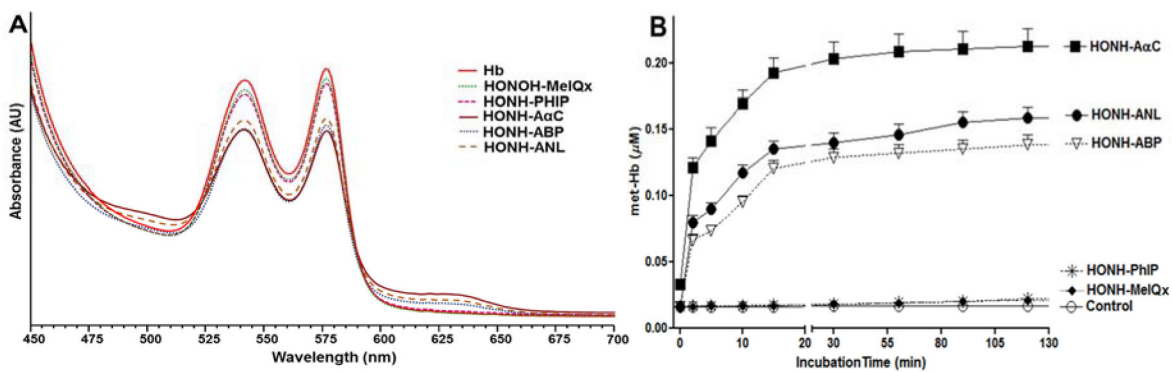 A
Absorbance (AU)
Hb
HONOH-MeIQx
HONH-PHIP
HONH-AαC
HONH-ABP
HONH-ANL
450 475 500 525 550 575 600 625 650 675 700
Wavelength (nm)
B
met-Hb (μM)
0.20
0.15
0.10
0.05
0.00
HONH-AαC
HONH-ANL
HONH-ABP
HONH-PhIP
HONH-MeIQx
Control
0 10 20 30 55 80 105 130
IncubationTime (min)